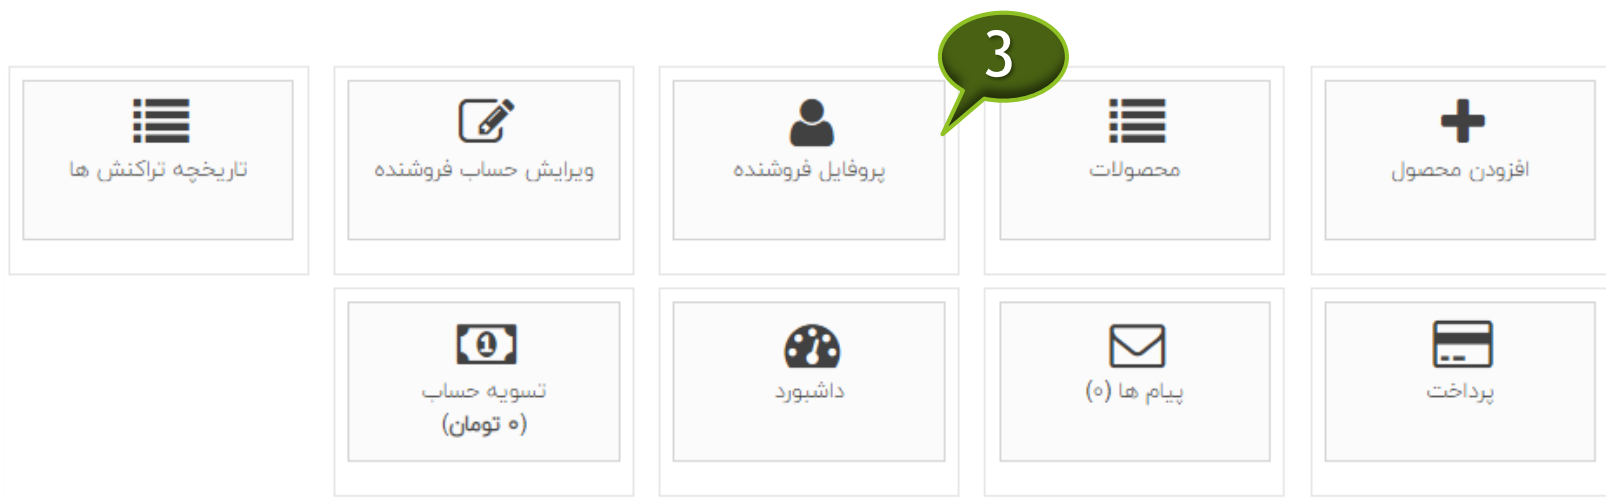 3
افزودن محصول
محصولات
پروفایل فروشنده
ویرایش حساب فروشنده
تاریخچه تراکنش ها
پرداخت
پیام ها (۰)
داشبورد
تسویه حساب
(۰ تومان)